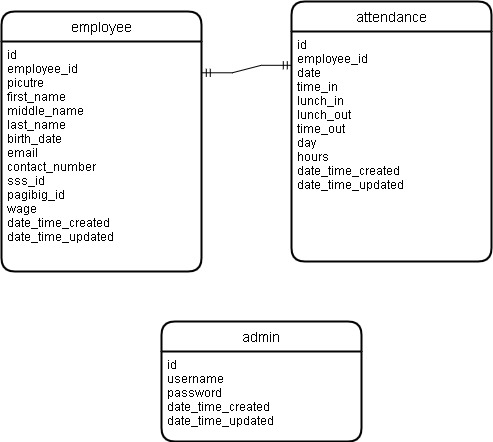 employee
id
employee_id
picutre
first_name
middle_name
last_name
birth_date
email
contact_number
sss_id
pagibig_id
wage
date_time_created
date_time_updated
attendance
id
employee_id
date
time_in
lunch_in
lunch_out
time_out
day
hours
date_time_created
date_time_updated
admin
id
username
password
date_time_created
date_time_updated